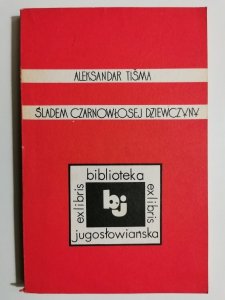 ALEKSANDAR TIŠMA
ŚLADEM CZARNOWŁOSEJ DZIEWCZYNY
biblioteka
exlibris
bj
exlibris
jugosłowiańska